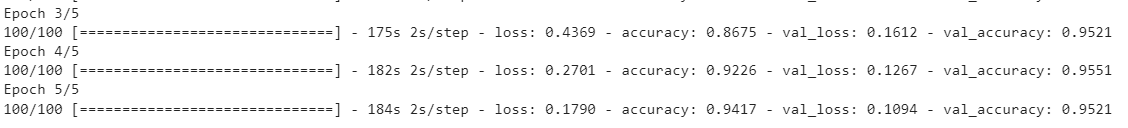 Epoch 3/5
100/100 [==============================] - 175s 2s/step - loss: 0.4369 - accuracy: 0.8675 - val_loss: 0.1612 - val_accuracy: 0.9521
Epoch 4/5
100/100 [==============================] - 182s 2s/step - loss: 0.2701 - accuracy: 0.9226 - val_loss: 0.1267 - val_accuracy: 0.9551
Epoch 5/5
100/100 [==============================] - 184s 2s/step - loss: 0.1790 - accuracy: 0.9417 - val_loss: 0.1094 - val_accuracy: 0.9521